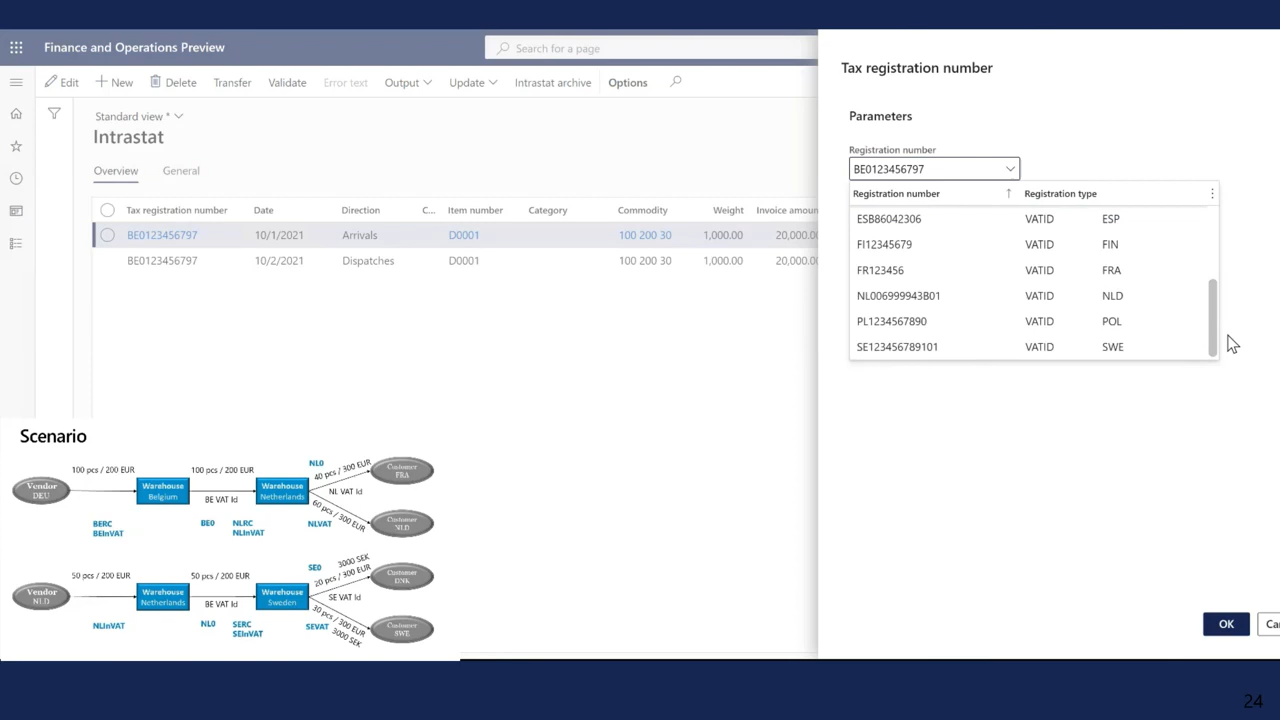 Finance and Operations Preview
Search for a page
Edit New Delete Transfer Validate Error text Output Update Intrastat archive Options
Standard view *
Intrastat
Overview General
Tax registration number Date Direction C... Item number Category Commodity Weight Invoice amoun
BE0123456797 10/1/2021 Arrivals D0001 100 200 30 1,000.00 20,000.00
BE0123456797 10/2/2021 Dispatches D0001 100 200 30 1,000.00 20,000.00
Tax registration number
Parameters
Registration number
BE0123456797
Registration number Registration type
ESB86042306 VATID ESP
FI12345679 VATID FIN
FR123456 VATID FRA
NL006999943B01 VATID NLD
PL1234567890 VATID POL
SE123456789101 VATID SWE
OK Ca
Scenario
100 pcs / 200 EUR
100 pcs / 200 EUR
NL0
40 pcs / 300 EUR
Customer
FRA
Vendor
DEU
Warehouse
Belgium
BE VAT Id
Warehouse
Netherlands
NL VAT Id
60 pcs / 300 EUR
Customer
NLD
BERC
BEInVAT
BE0
NLRC
NLInVAT
NLVAT
50 pcs / 200 EUR
50 pcs / 200 EUR
SE0
3000 SEK
20 pcs / 300 EUR
Customer
DNK
Vendor
NLD
Warehouse
Netherlands
BE VAT Id
Warehouse
Sweden
SE VAT Id
30 pcs / 300 EUR
3000 SEK
Customer
SWE
NLInVAT
NL0
SERC
SEInVAT
SEVAT
24